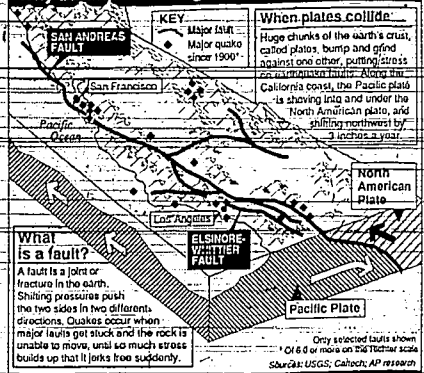 SAN ANDREAS
FAULT
KEY
Major fault
Major quake
since 1900*
When plates collide
Huge chunks of the earth's crust,
called plates, bump and grind
against one other, putting stress
on earthquake faults. Along the
California coast, the Pacific plate
is shoving into and under the
North American plate, and
shifting northwest by
3 inches a year.
San Francisco
Pacific
Ocean
North
American
Plate
Los Angeles
ELSINORE-
WHITTIER
FAULT
Pacific Plate
What
is a fault?
A fault is a joint or
fracture in the earth.
Shifting pressures push
the two sides in two different
directions. Quakes occur when
major faults get stuck and the rock is
unable to move, until so much stress
builds up that it jerks free suddenly.
Only selected faults shown
* Of 6.0 or more on the Richter scale
Sources: USGS; Caltech; AP research